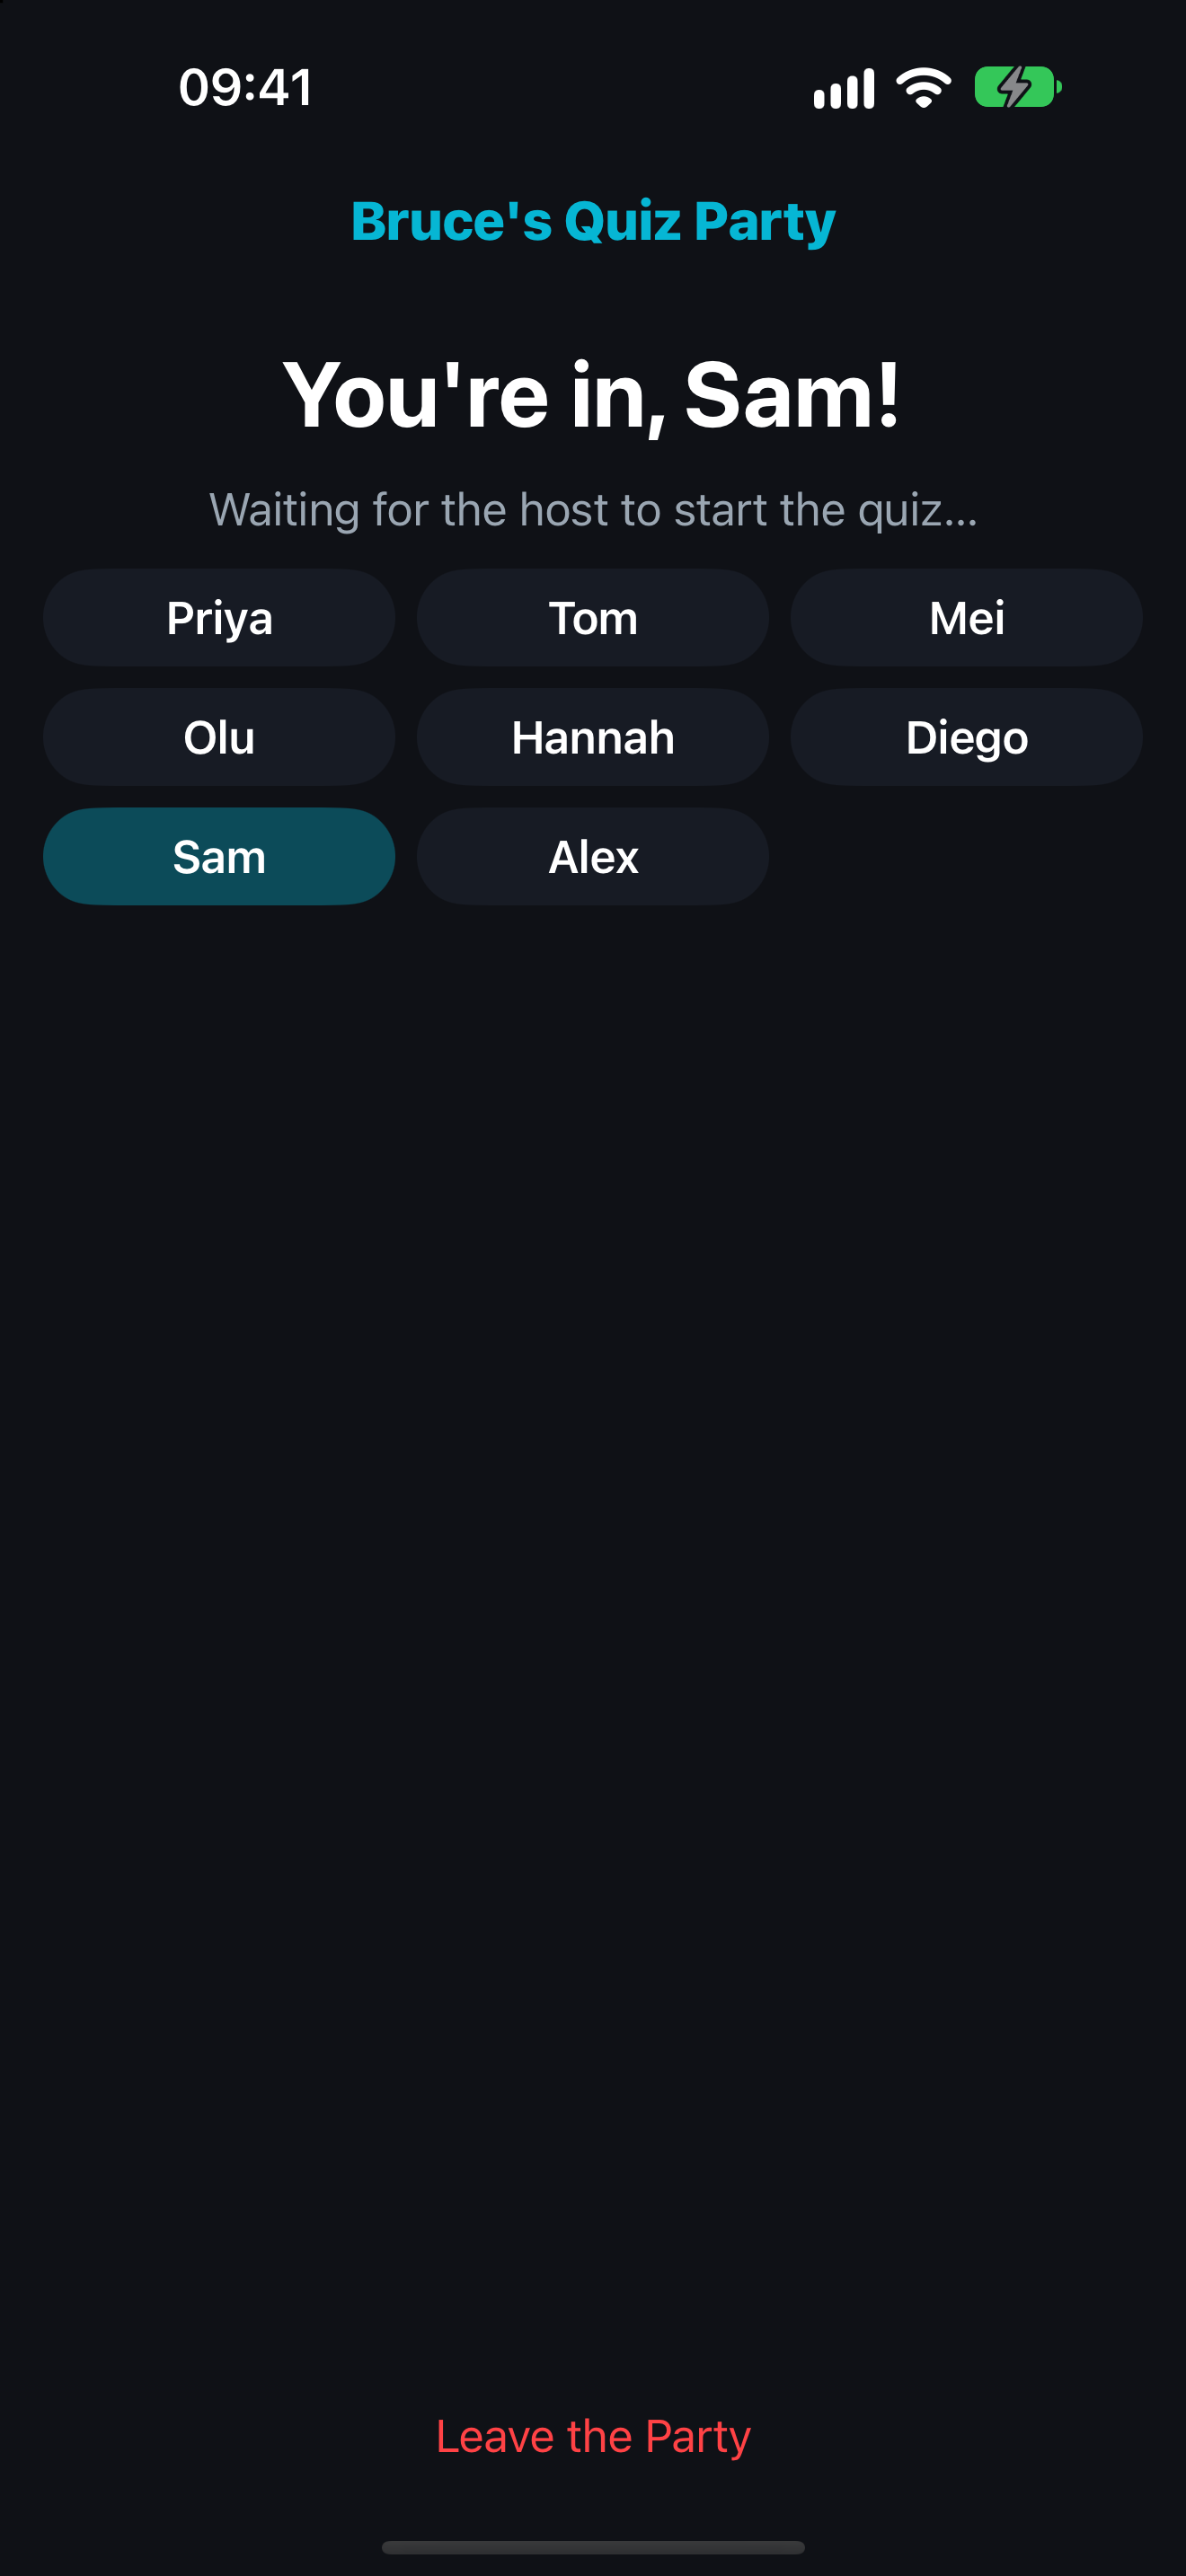 09:41
Bruce's Quiz Party
You're in, Sam!
Waiting for the host to start the quiz...
Priya Tom Mei
Olu Hannah Diego
Sam Alex
Leave the Party